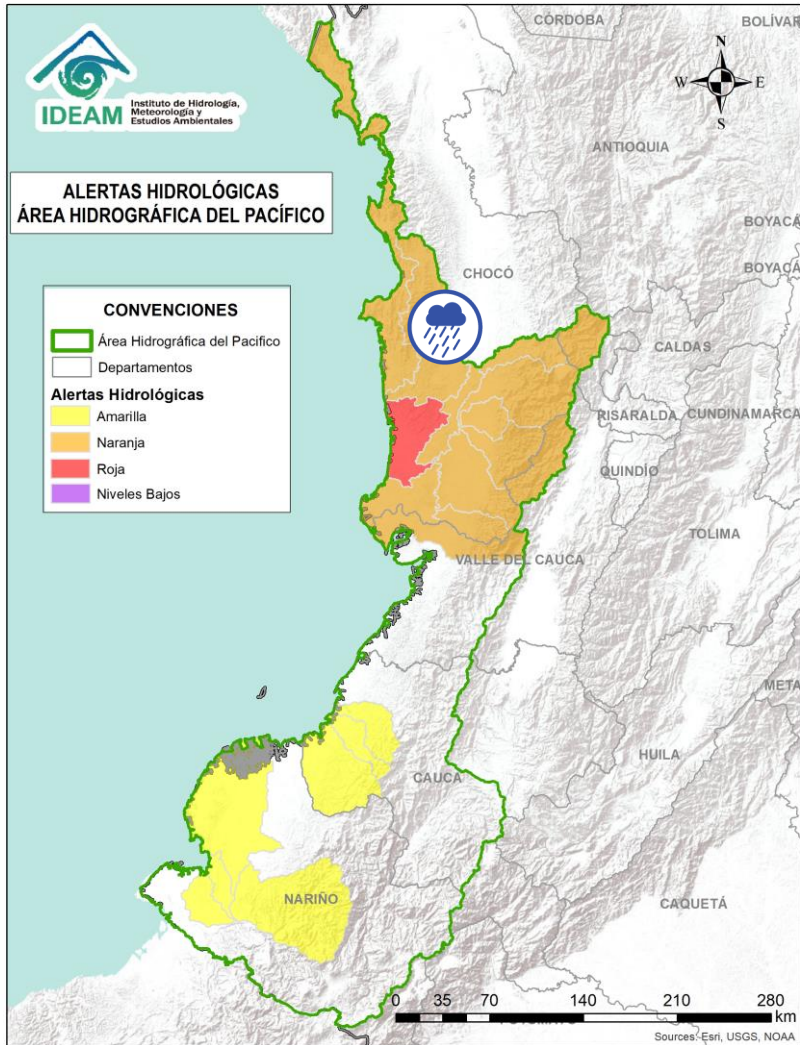 CÓRDOBA
BOLÍVAR
N
W
E
S
IDEAM
Instituto de Hidrología,
Meteorología y
Estudios Ambientales
ANTIOQUIA
ALERTAS HIDROLÓGICAS
ÁREA HIDROGRÁFICA DEL PACÍFICO
BOYACÁ
BOYACÁ
CHOCÓ
CONVENCIONES
Área Hidrográfica del Pacifico
Departamentos
Alertas Hidrológicas
Amarilla
Naranja
Roja
Niveles Bajos
CALDAS
RISARALDA
CUNDINAMARCA
QUINDÍO
TOLIMA
VALLE DEL CAUCA
META
HUILA
CAUCA
NARIÑO
CAQUETÁ
0 35 70 140 210 280
km
Sources: Esri, USGS, NOAA